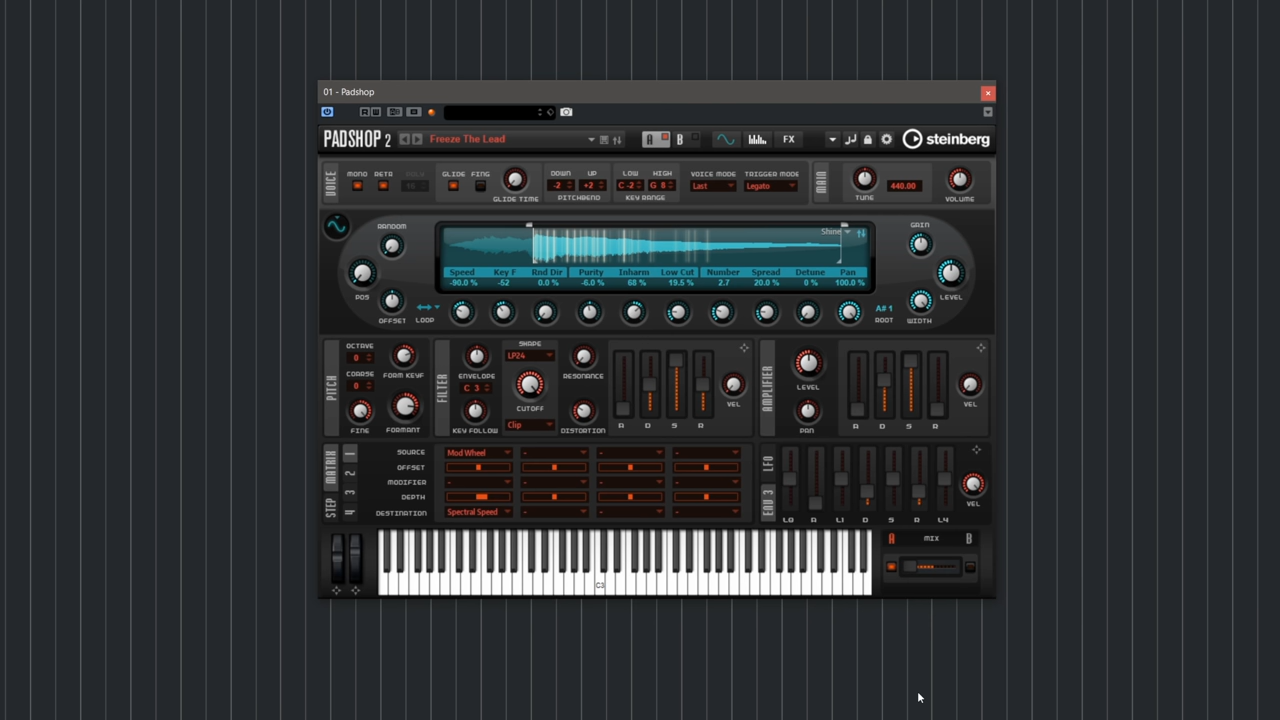 01 - Padshop
PADSHOP 2 Freeze The Lead A B FX steinberg
VOICE MONO RETR GLIDE FING GLIDE TIME DOWN UP LOW HIGH VOICE MODE TRIGGER MODE MAIN
-2 +2 C -2 G 8 Last Legato 440.00
PITCHBEND KEY RANGE TUNE VOLUME
RANDOM Shine GAIN
Speed Key F Rnd Dir Purity Inharm Low Cut Number Spread Detune Pan
-90.0 % -52 0.0 % -6.0 % 68 % 19.5 % 2.7 20.0 % 0 % 100.0 %
POS LEVEL
OFFSET LOOP A# 1 ROOT WIDTH
PITCH OCTAVE 0 FORM KEYF COARSE 0 FINE FORMANT
FILTER ENVELOPE C 3 KEY FOLLOW SHAPE LP24 CUTOFF Clip RESONANCE DISTORTION
A D S R VEL
AMPLIFIER LEVEL PAN A D S R VEL
MATRIX STEP 1 2 3 4
SOURCE Mod Wheel - - -
OFFSET
MODIFIER - - - -
DEPTH
DESTINATION Spectral Speed - - -
LFO ENV 3 L0 A L1 D S R L4 VEL
C3
A MIX B